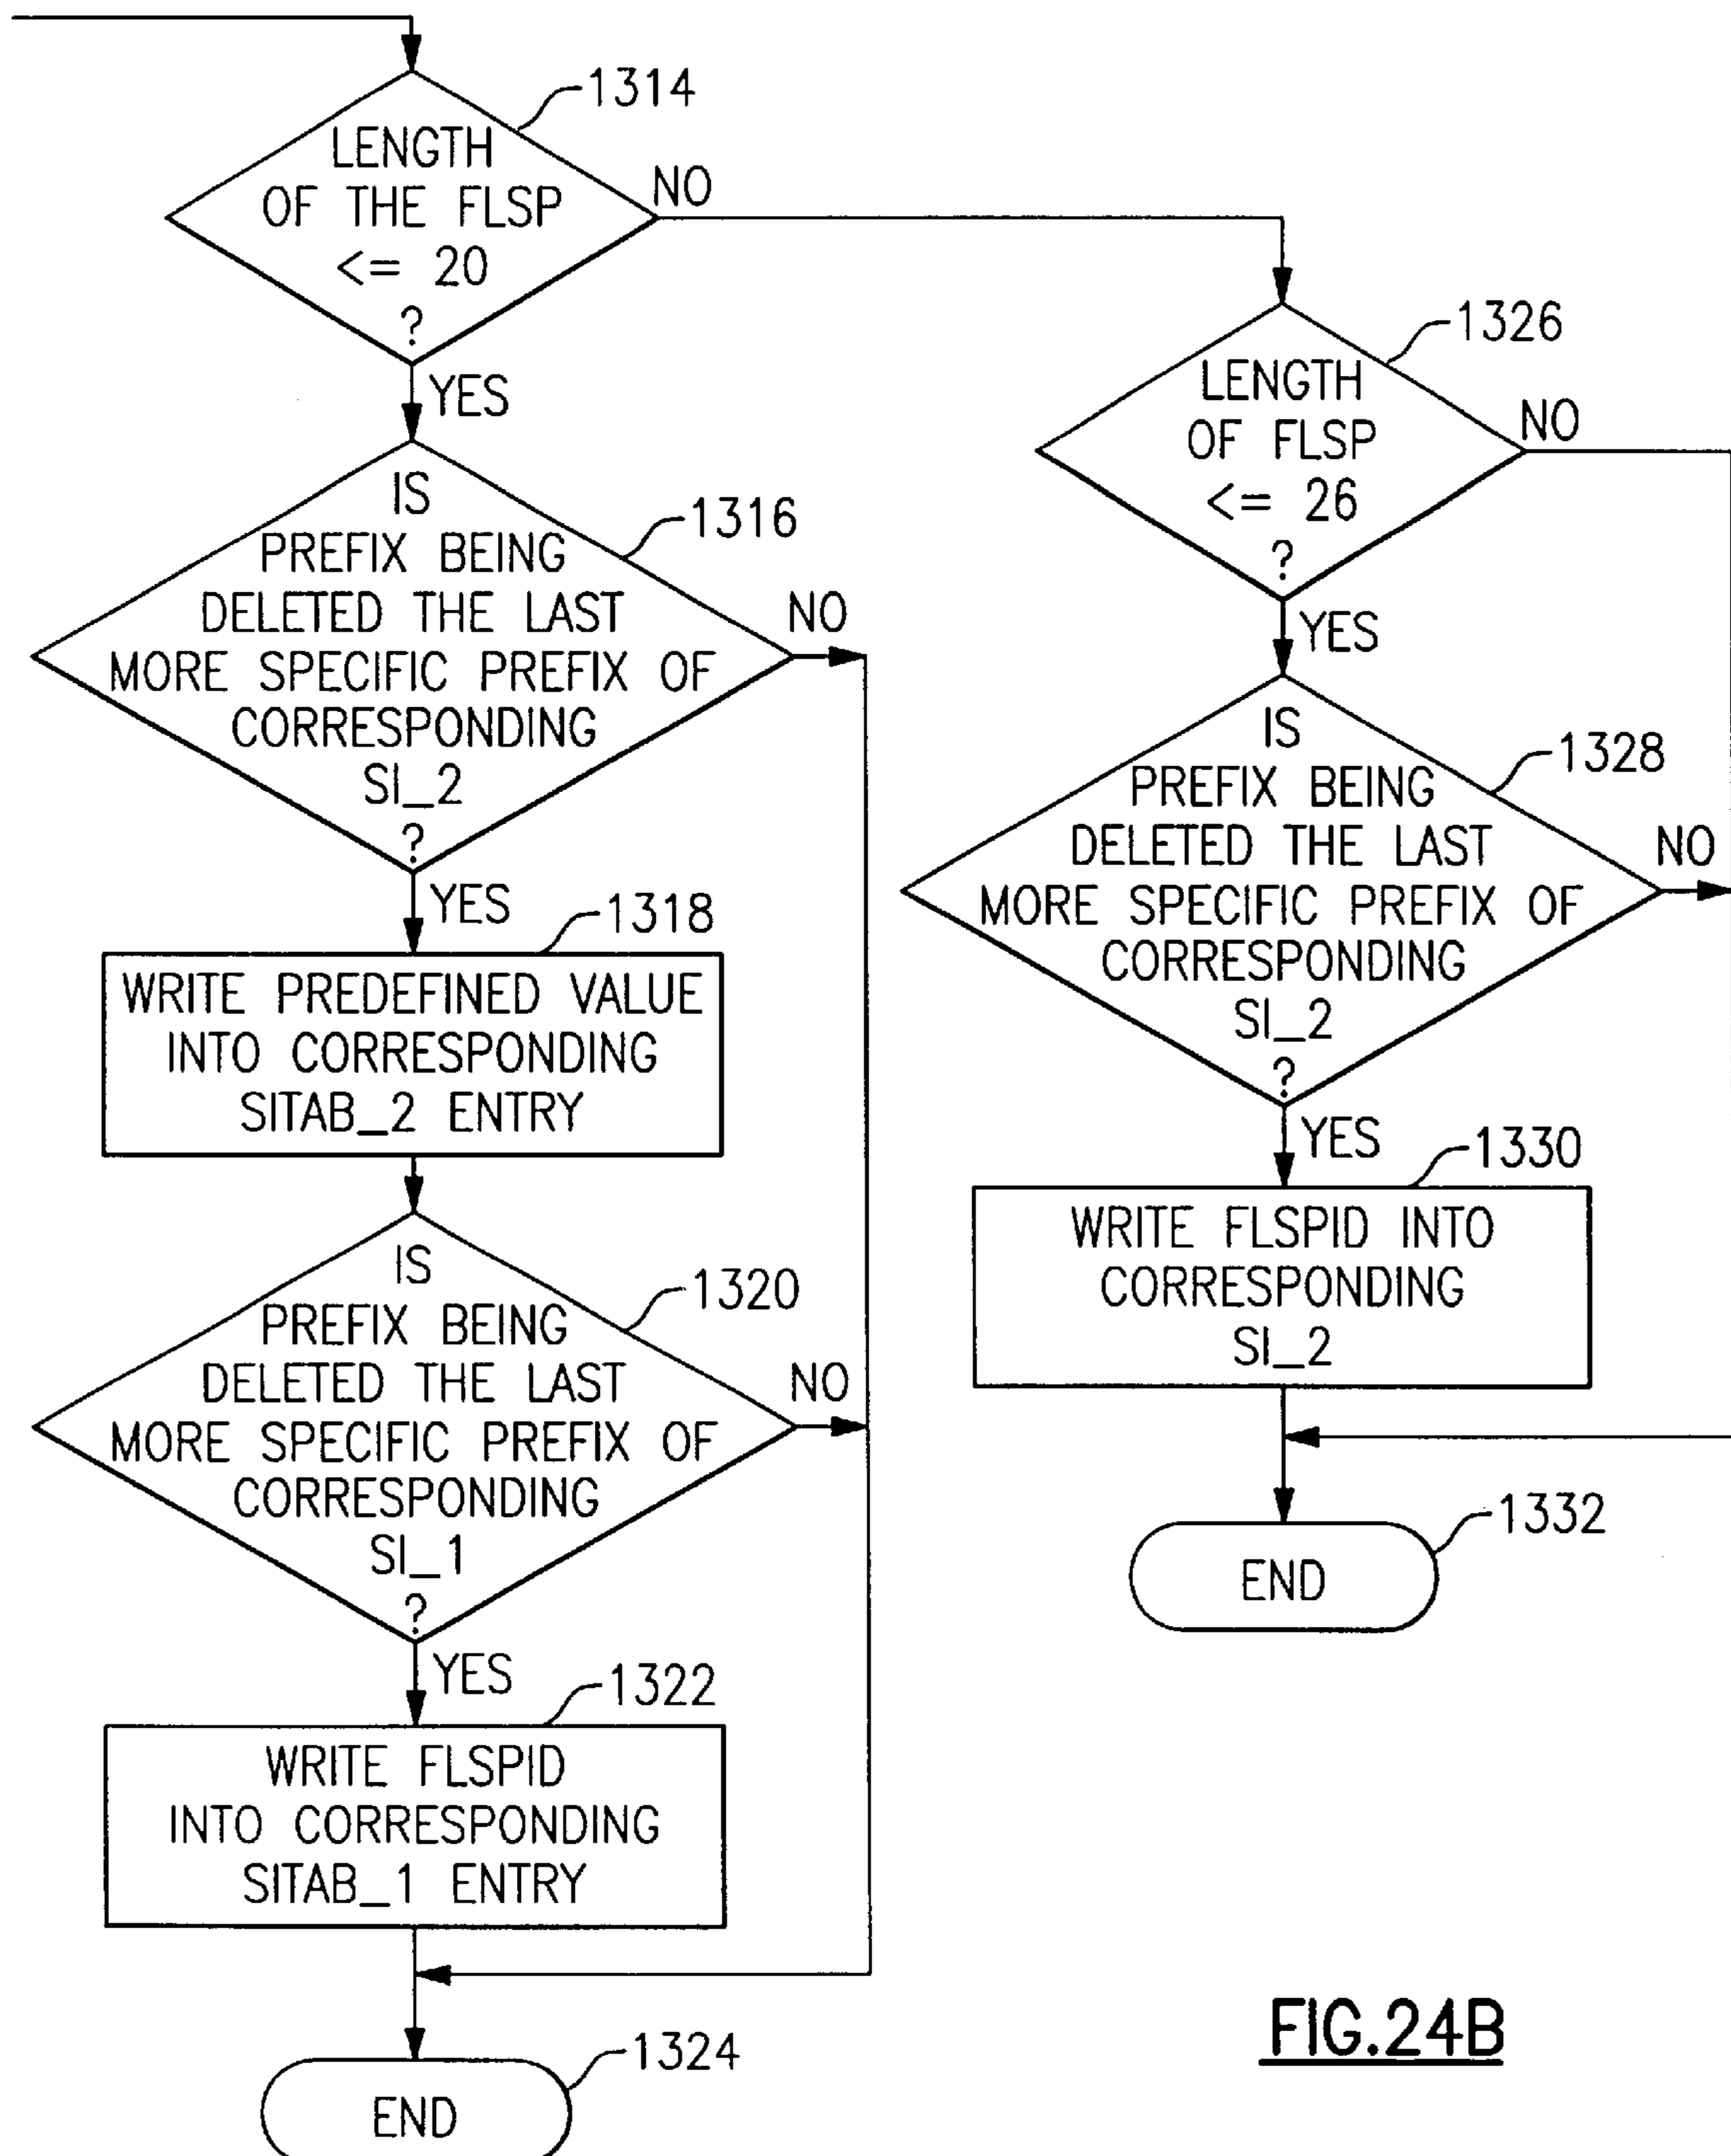 1314
LENGTH
OF THE FLSP
<= 20
?
NO
YES
IS
PREFIX BEING
DELETED THE LAST
MORE SPECIFIC PREFIX OF
CORRESPONDING
SI_2
?
1316
NO
YES
1318
WRITE PREDEFINED VALUE
INTO CORRESPONDING
SITAB_2 ENTRY
IS
PREFIX BEING
DELETED THE LAST
MORE SPECIFIC PREFIX OF
CORRESPONDING
SI_1
?
1320
NO
YES
1322
WRITE FLSPID
INTO CORRESPONDING
SITAB_1 ENTRY
1324
END
1326
LENGTH
OF FLSP
<= 26
?
NO
YES
IS
PREFIX BEING
DELETED THE LAST
MORE SPECIFIC PREFIX OF
CORRESPONDING
SI_2
?
1328
NO
YES
1330
WRITE FLSPID INTO
CORRESPONDING
SI_2
1332
END
FIG.24B